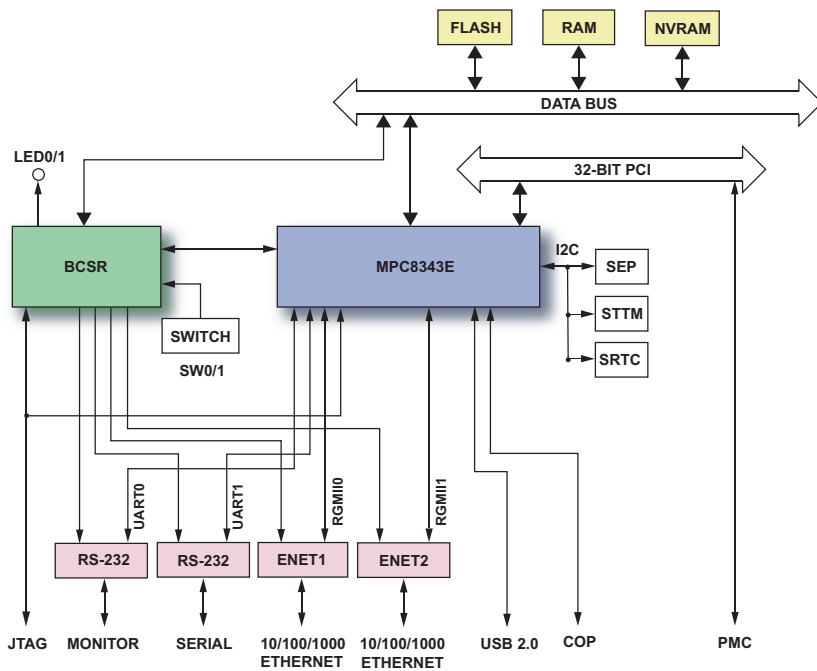 FLASH
RAM
NVRAM
DATA BUS
LED0/1
32-BIT PCI
BCSR
MPC8343E
I2C
SEP
STTM
SRTC
SWITCH
SW0/1
UART0
UART1
RGMII0
RGMII1
RS-232
RS-232
ENET1
ENET2
JTAG
MONITOR
SERIAL
10/100/1000
ETHERNET
10/100/1000
ETHERNET
USB 2.0
COP
PMC